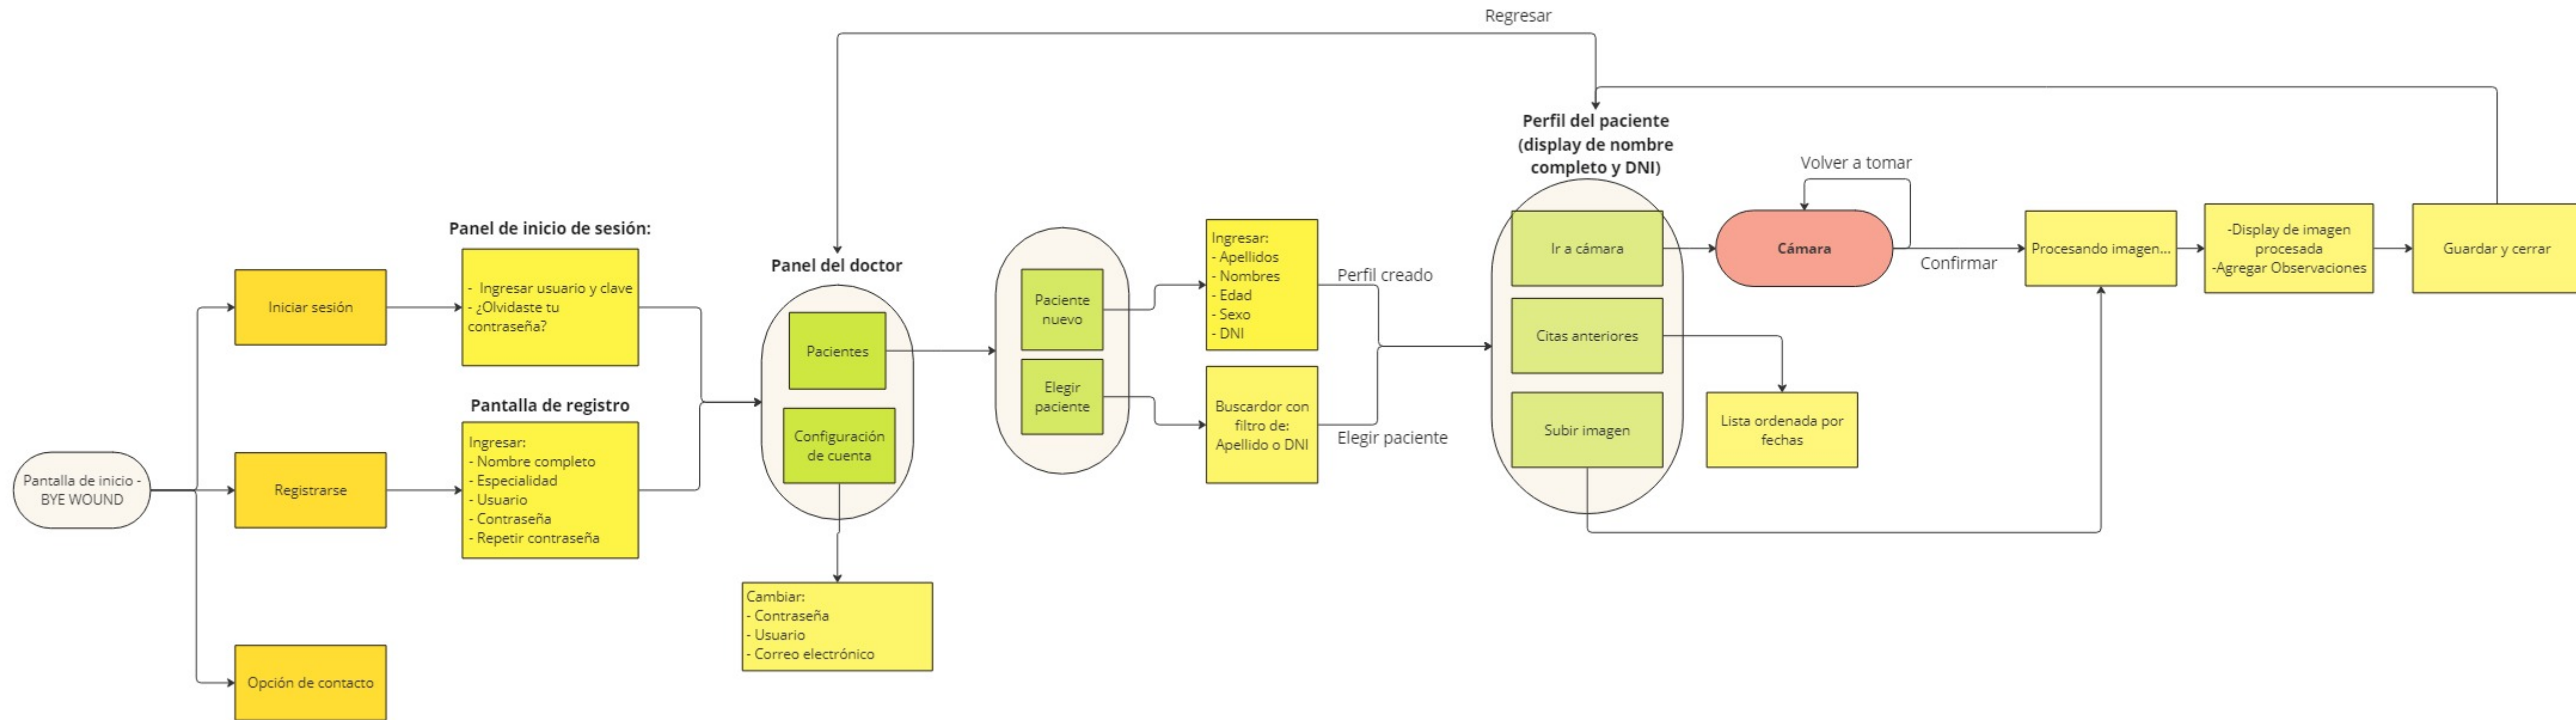 Regresar
Perfil del paciente
(display de nombre
completo y DNI)
Volver a tomar
Panel de inicio de sesión:
Iniciar sesión
-  Ingresar usuario y clave
- ¿Olvidaste tu
contraseña?
Panel del doctor
Pacientes
Configuración
de cuenta
Paciente
nuevo
Elegir
paciente
Ingresar:
- Apellidos
- Nombres
- Edad
- Sexo
- DNI
Perfil creado
Buscardor con
filtro de:
Apellido o DNI
Elegir paciente
Ir a cámara
Citas anteriores
Subir imagen
Cámara
Confirmar
Procesando imagen...
-Display de imagen
procesada
-Agregar Observaciones
Guardar y cerrar
Lista ordenada por
fechas
Pantalla de registro
Pantalla de inicio -
BYE WOUND
Registrarse
Ingresar:
- Nombre completo
- Especialidad
- Usuario
- Contraseña
- Repetir contraseña
Cambiar:
- Contraseña
- Usuario
- Correo electrónico
Opción de contacto